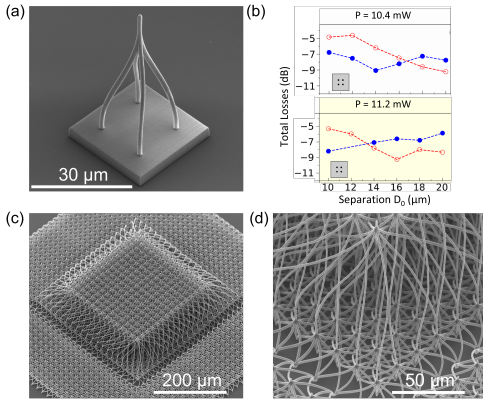 (a)
30 μm
(b)
P = 10.4 mW
−5
−7
−9
−11
P = 11.2 mW
−5
−7
−9
−11
10 12 14 16 18 20
Total Losses (dB)
Separation D₀ (μm)
(c)
200 μm
(d)
50 μm